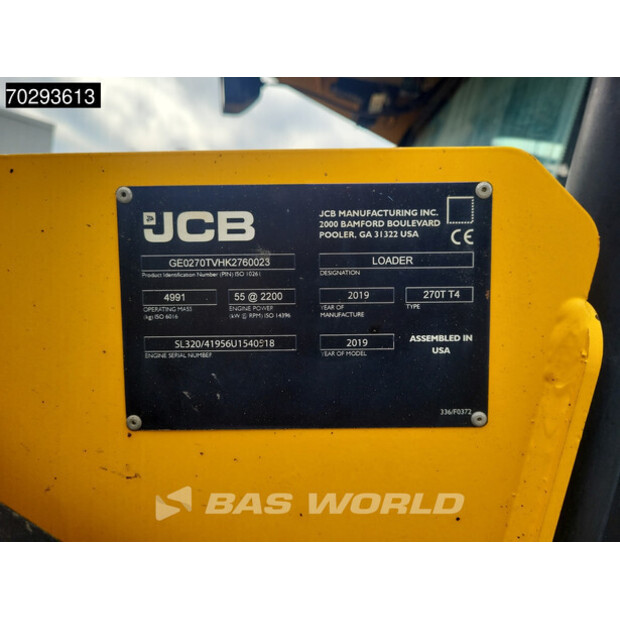 70293613
JCB
JCB MANUFACTURING INC.
2000 BAMFORD BOULEVARD
POOLER, GA 31322 USA
CE
GE0270TVHK2760023
Product Identification Number (PIN) ISO 10261
LOADER
DESIGNATION
4991
OPERATING MASS
(kg) ISO 6016
55 @ 2200
ENGINE POWER
(kW @ RPM) ISO 14396
2019
YEAR OF
MANUFACTURE
270T T4
TYPE
SL320/41956U1540518
ENGINE SERIAL NUMBER
2019
YEAR OF MODEL
ASSEMBLED IN
USA
336/F0372
BAS WORLD